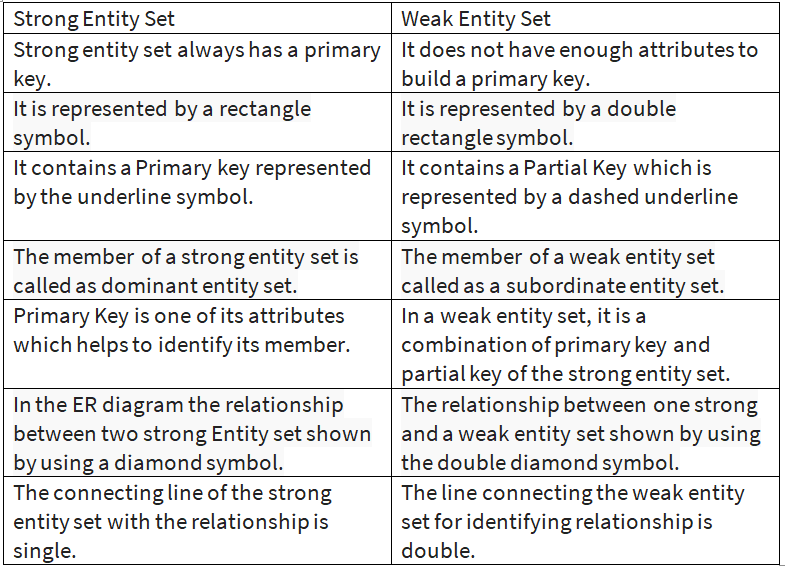 Strong Entity Set
Weak Entity Set
Strong entity set always has a primary
key.
It does not have enough attributes to
build a primary key.
It is represented by a rectangle
symbol.
It is represented by a double
rectangle symbol.
It contains a Primary key represented
by the underline symbol.
It contains a Partial Key which is
represented by a dashed underline
symbol.
The member of a strong entity set is
called as dominant entity set.
The member of a weak entity set
called as a subordinate entity set.
Primary Key is one of its attributes
which helps to identify its member.
In a weak entity set, it is a
combination of primary key and
partial key of the strong entity set.
In the ER diagram the relationship
between two strong Entity set shown
by using a diamond symbol.
The relationship between one strong
and a weak entity set shown by using
the double diamond symbol.
The connecting line of the strong
entity set with the relationship is
single.
The line connecting the weak entity
set for identifying relationship is
double.